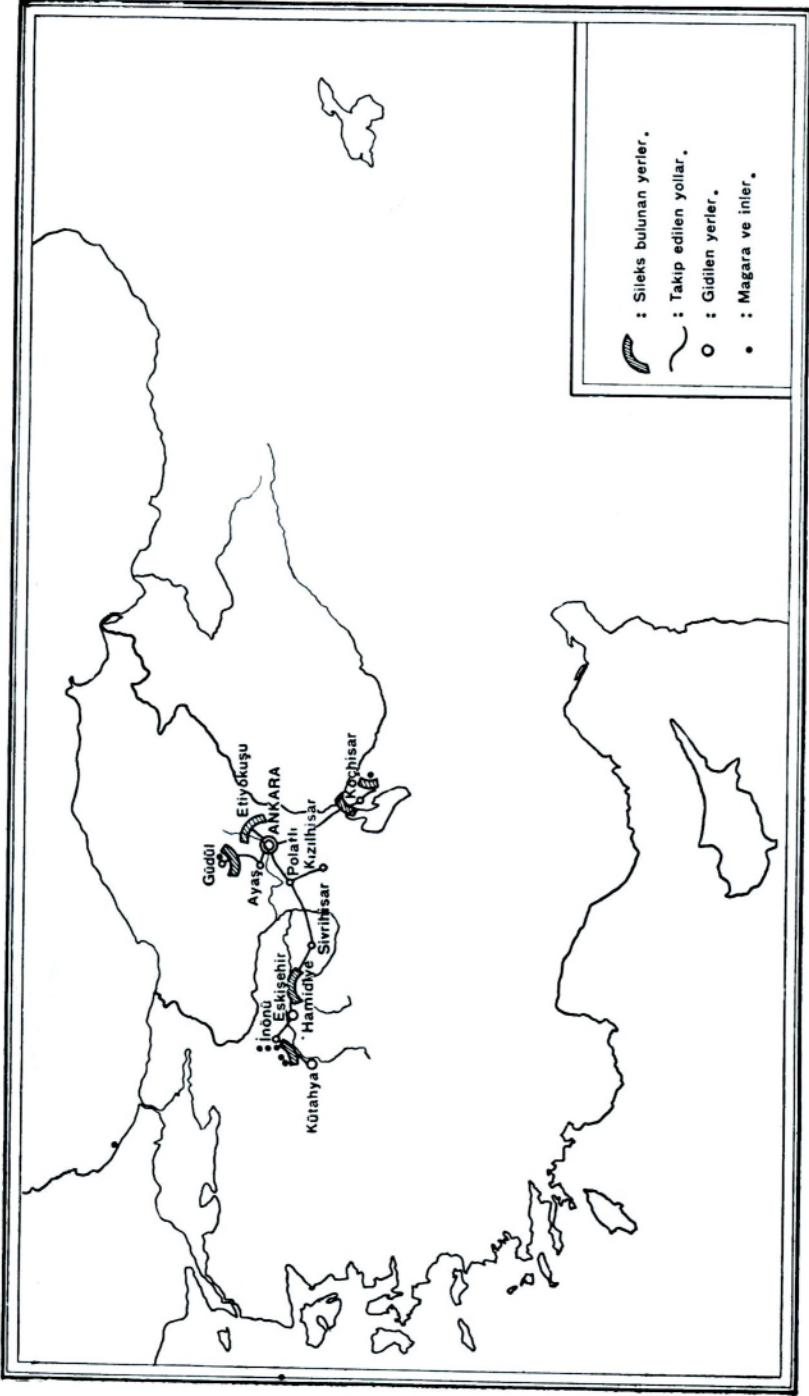 Güdül
Etiyokuşu
Ayaş
ANKARA
İnönü
Eskişehir
Hamidiye
Polatlı
Kızılhisar
Koçhisar
Sivrihisar
Kütahya
: Sileks bulunan yerler.
: Takip edilen yollar.
: Gidilen yerler.
: Magara ve inler.